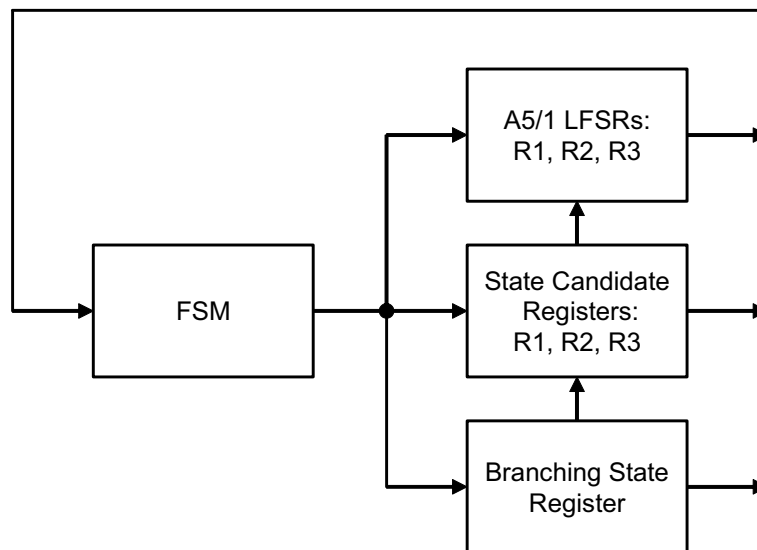 A5/1 LFSRs:
R1, R2, R3
FSM
State Candidate
Registers:
R1, R2, R3
Branching State
Register